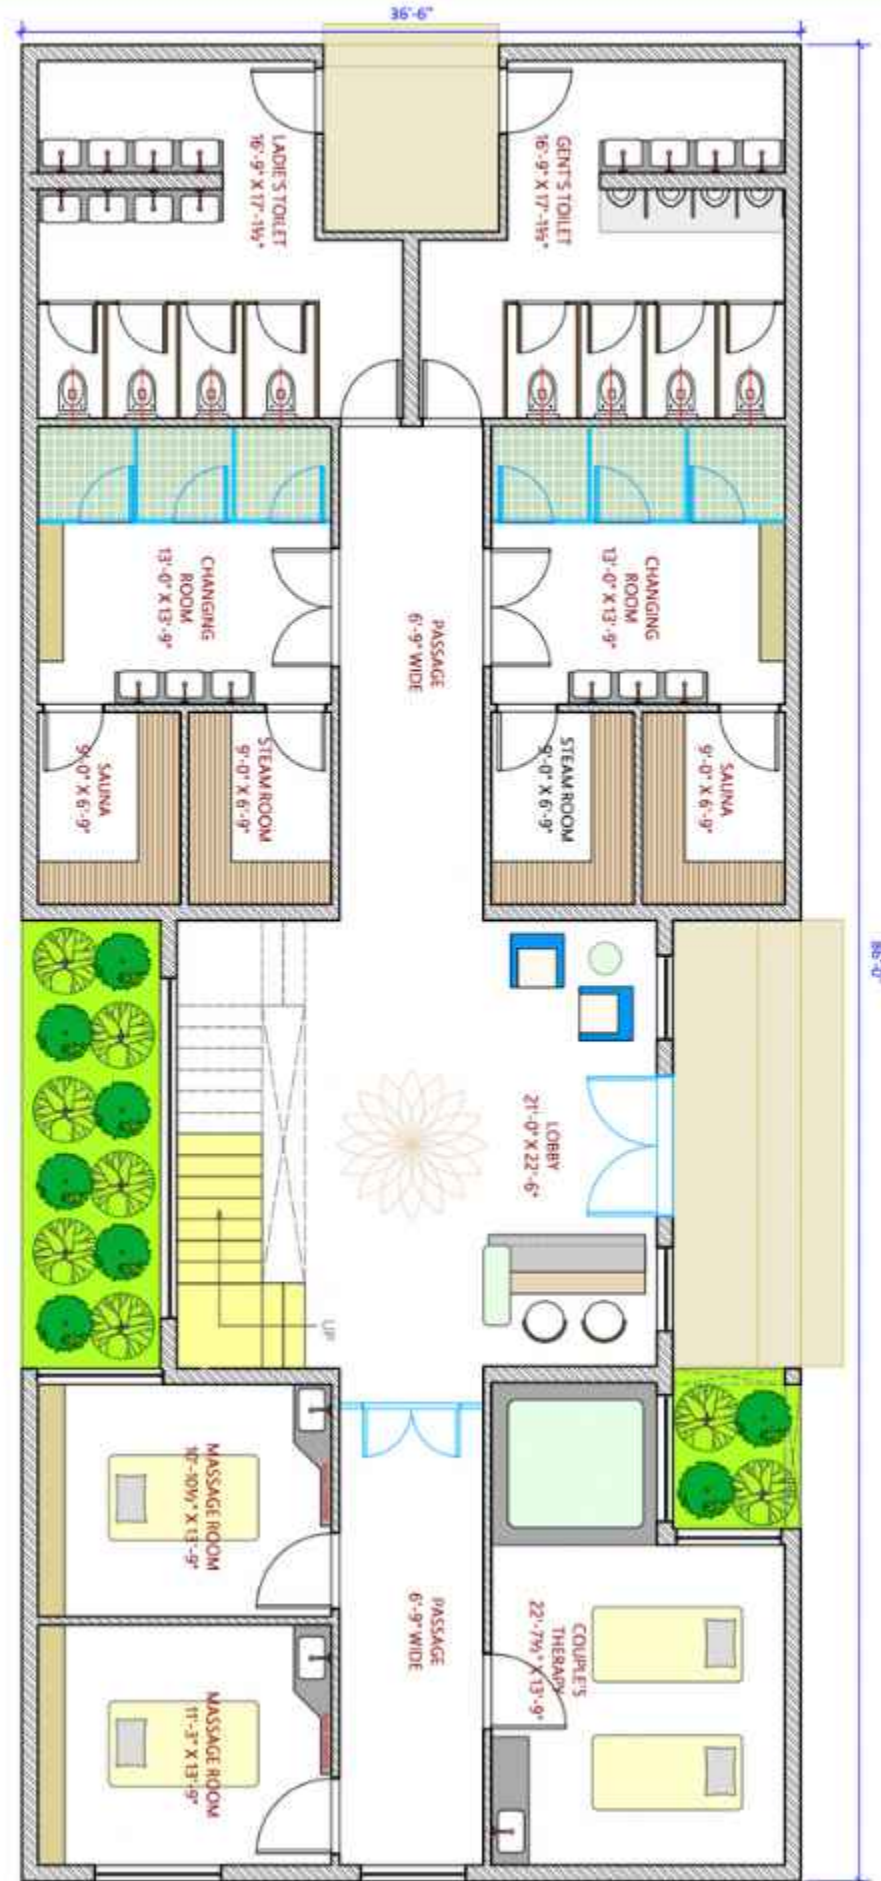 36'-6"
LADIE'S TOILET
16'-9" X 17'-1½"
GENT'S TOILET
16'-9" X 17'-1½"
CHANGING
ROOM
13'-0" X 13'-9"
PASSAGE
6'-9" WIDE
CHANGING
ROOM
13'-0" X 13'-9"
SAUNA
9'-0" X 6'-9"
STEAM ROOM
9'-0" X 6'-9"
STEAM ROOM
9'-0" X 6'-9"
SAUNA
9'-0" X 6'-9"
86'-0"
LOBBY
21'-0" X 22'-6"
UP
MASSAGE ROOM
10'-10½" X 13'-9"
PASSAGE
6'-9" WIDE
COUPLE'S
THERAPY
22'-7½" X 13'-9"
MASSAGE ROOM
11'-3" X 13'-9"